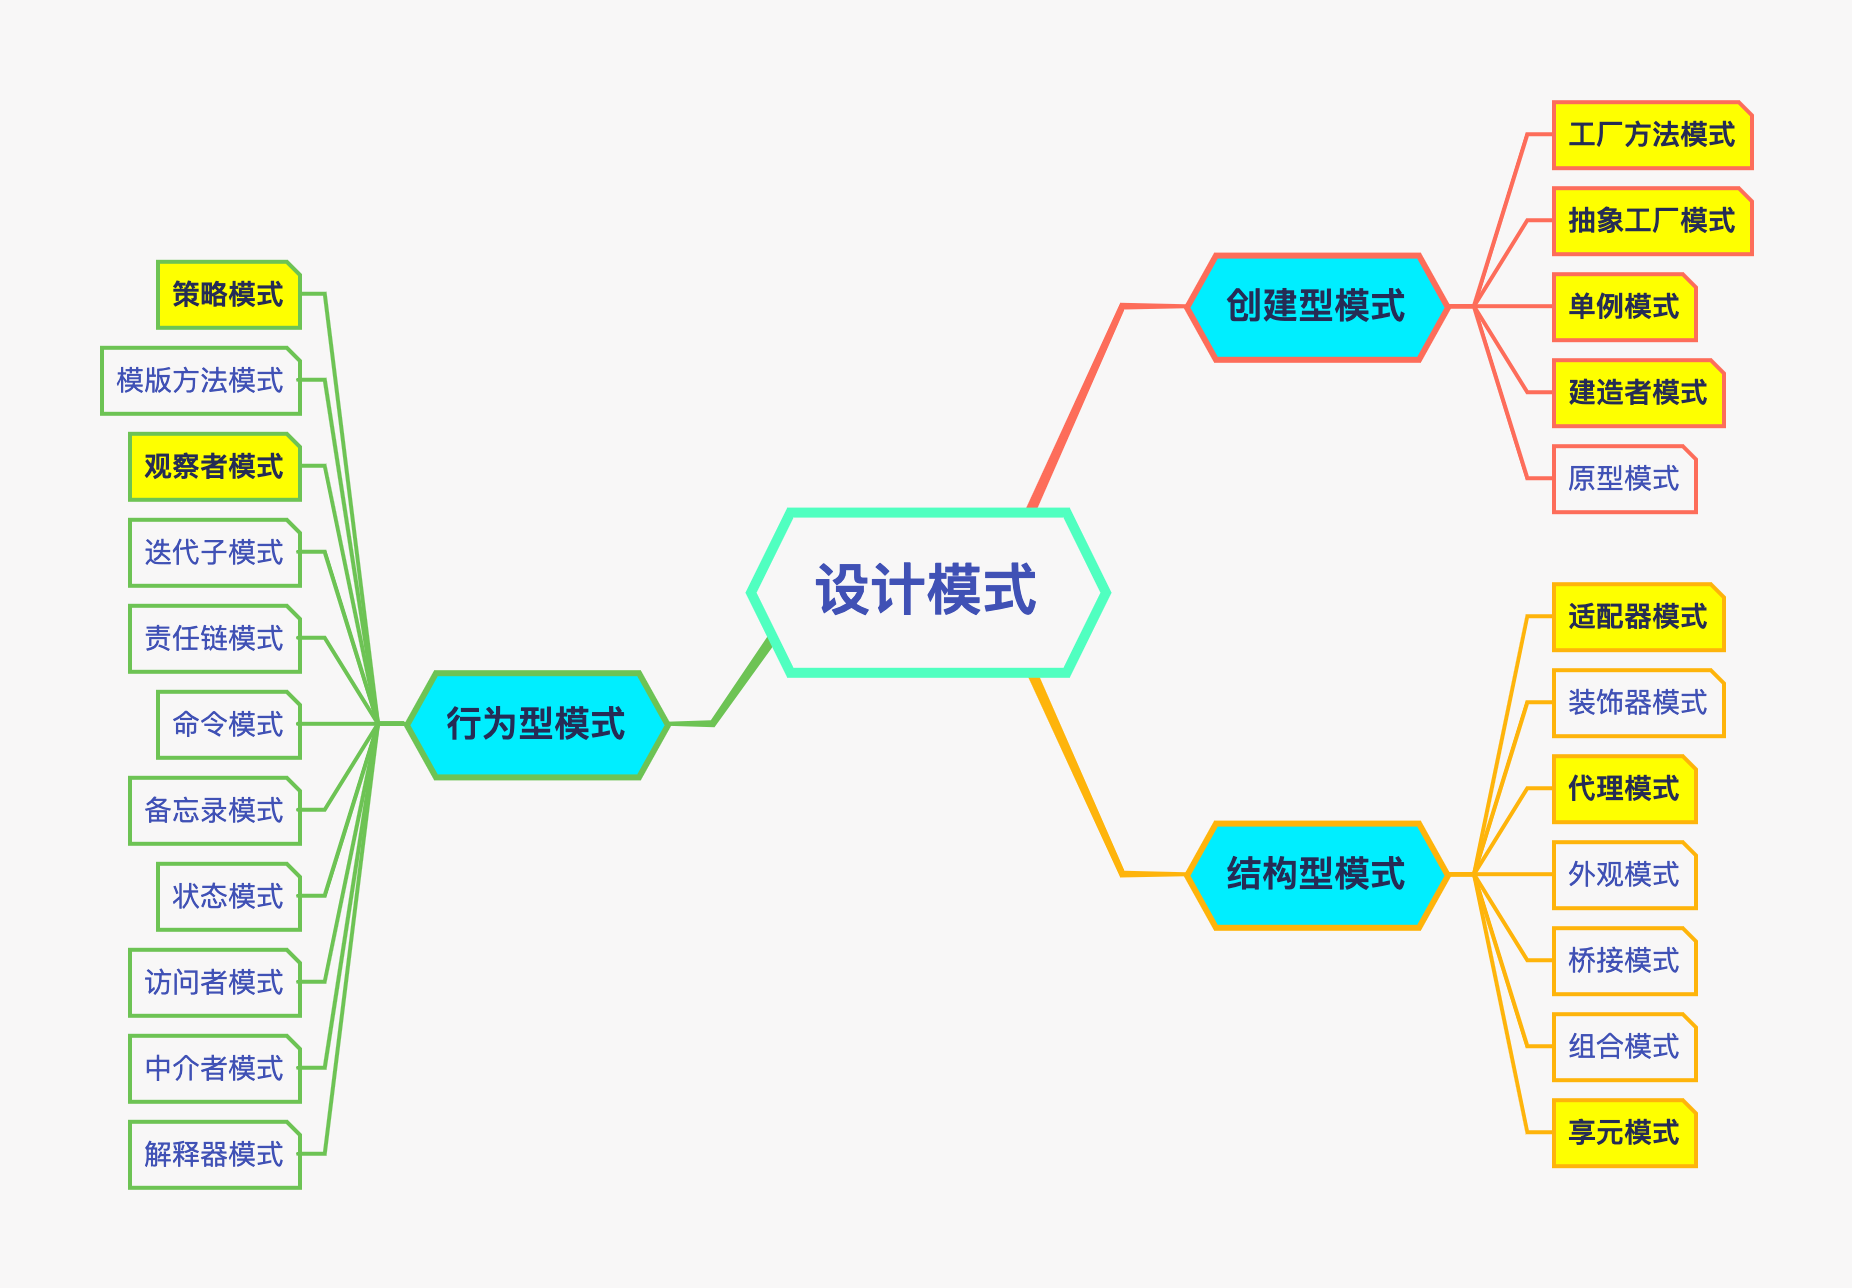 设计模式
创建型模式
工厂方法模式
抽象工厂模式
单例模式
建造者模式
原型模式
结构型模式
适配器模式
装饰器模式
代理模式
外观模式
桥接模式
组合模式
享元模式
行为型模式
策略模式
模版方法模式
观察者模式
迭代子模式
责任链模式
命令模式
备忘录模式
状态模式
访问者模式
中介者模式
解释器模式